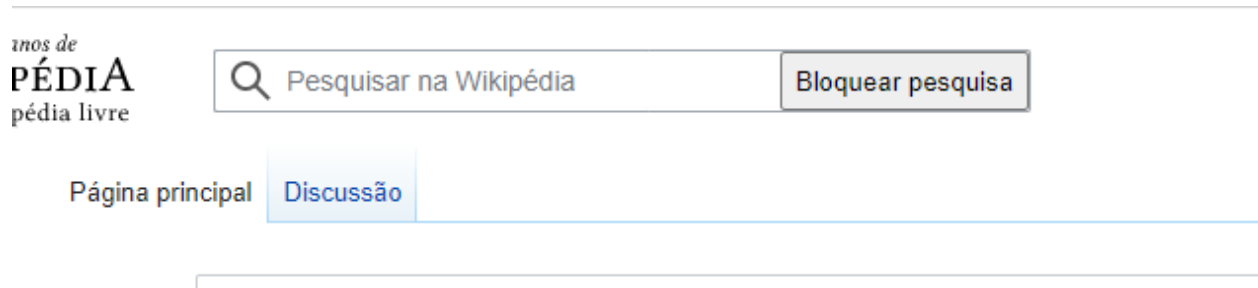 anos de
PÉDIA
pédia livre
Pesquisar na Wikipédia
Bloquear pesquisa
Página principal
Discussão